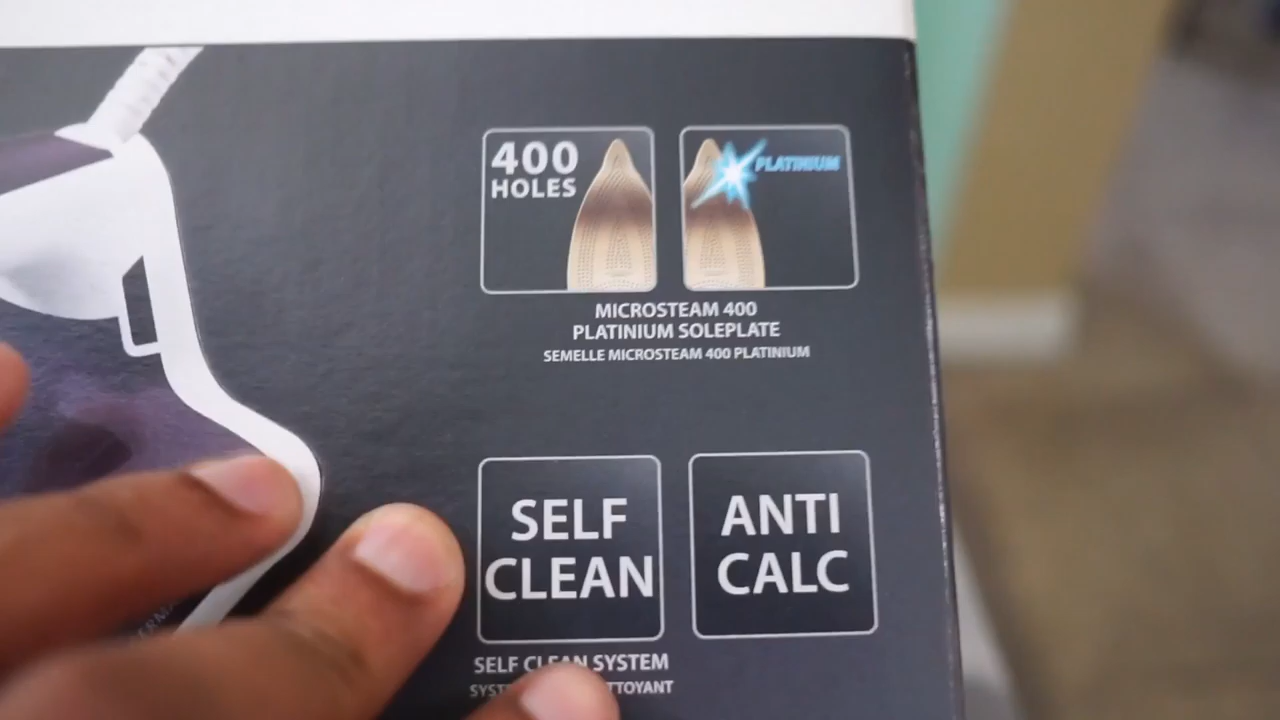 400
HOLES
PLATINIUM
MICROSTEAM 400
PLATINIUM SOLEPLATE
SEMELLE MICROSTEAM 400 PLATINIUM
SELF
CLEAN
ANTI
CALC
SELF CLEAN SYSTEM